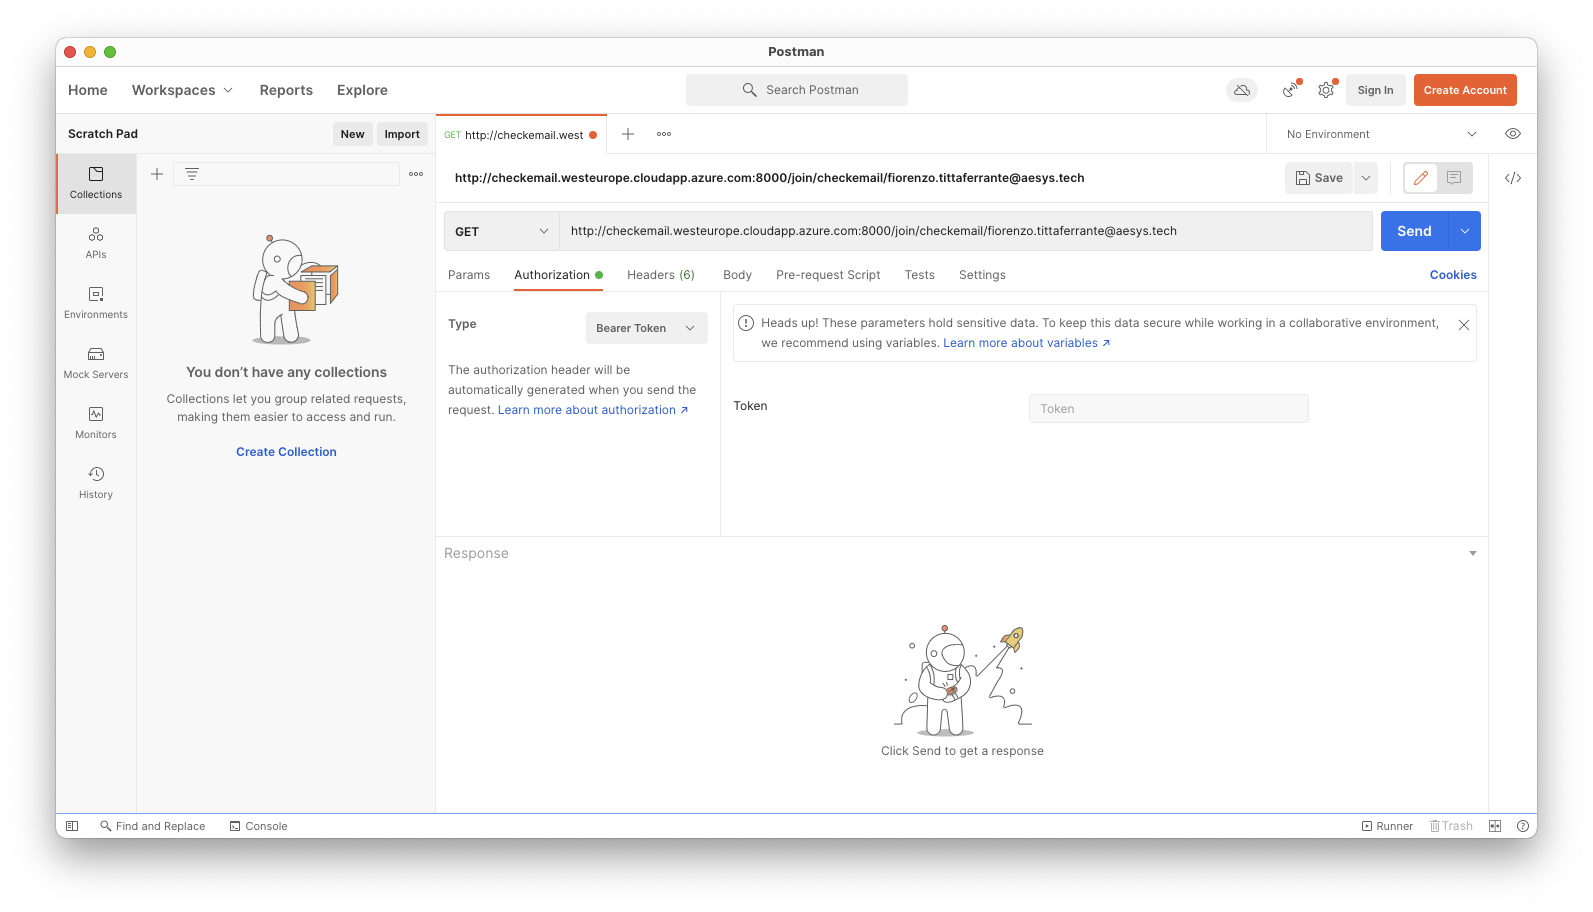 Postman
Home Workspaces Reports Explore
Search Postman
Sign In
Create Account
Scratch Pad
New
Import
GET http://checkemail.west
No Environment
Collections
APIs
Environments
Mock Servers
Monitors
History
You don’t have any collections
Collections let you group related requests,
making them easier to access and run.
Create Collection
http://checkemail.westeurope.cloudapp.azure.com:8000/join/checkemail/fiorenzo.tittaferrante@aesys.tech
Save
GET
http://checkemail.westeurope.cloudapp.azure.com:8000/join/checkemail/fiorenzo.tittaferrante@aesys.tech
Send
Params Authorization Headers (6) Body Pre-request Script Tests Settings
Cookies
Type
Bearer Token
The authorization header will be
automatically generated when you send the
request. Learn more about authorization ↗
Heads up! These parameters hold sensitive data. To keep this data secure while working in a collaborative environment,
we recommend using variables. Learn more about variables ↗
Token
Token
Response
Click Send to get a response
Find and Replace
Console
Runner
Trash